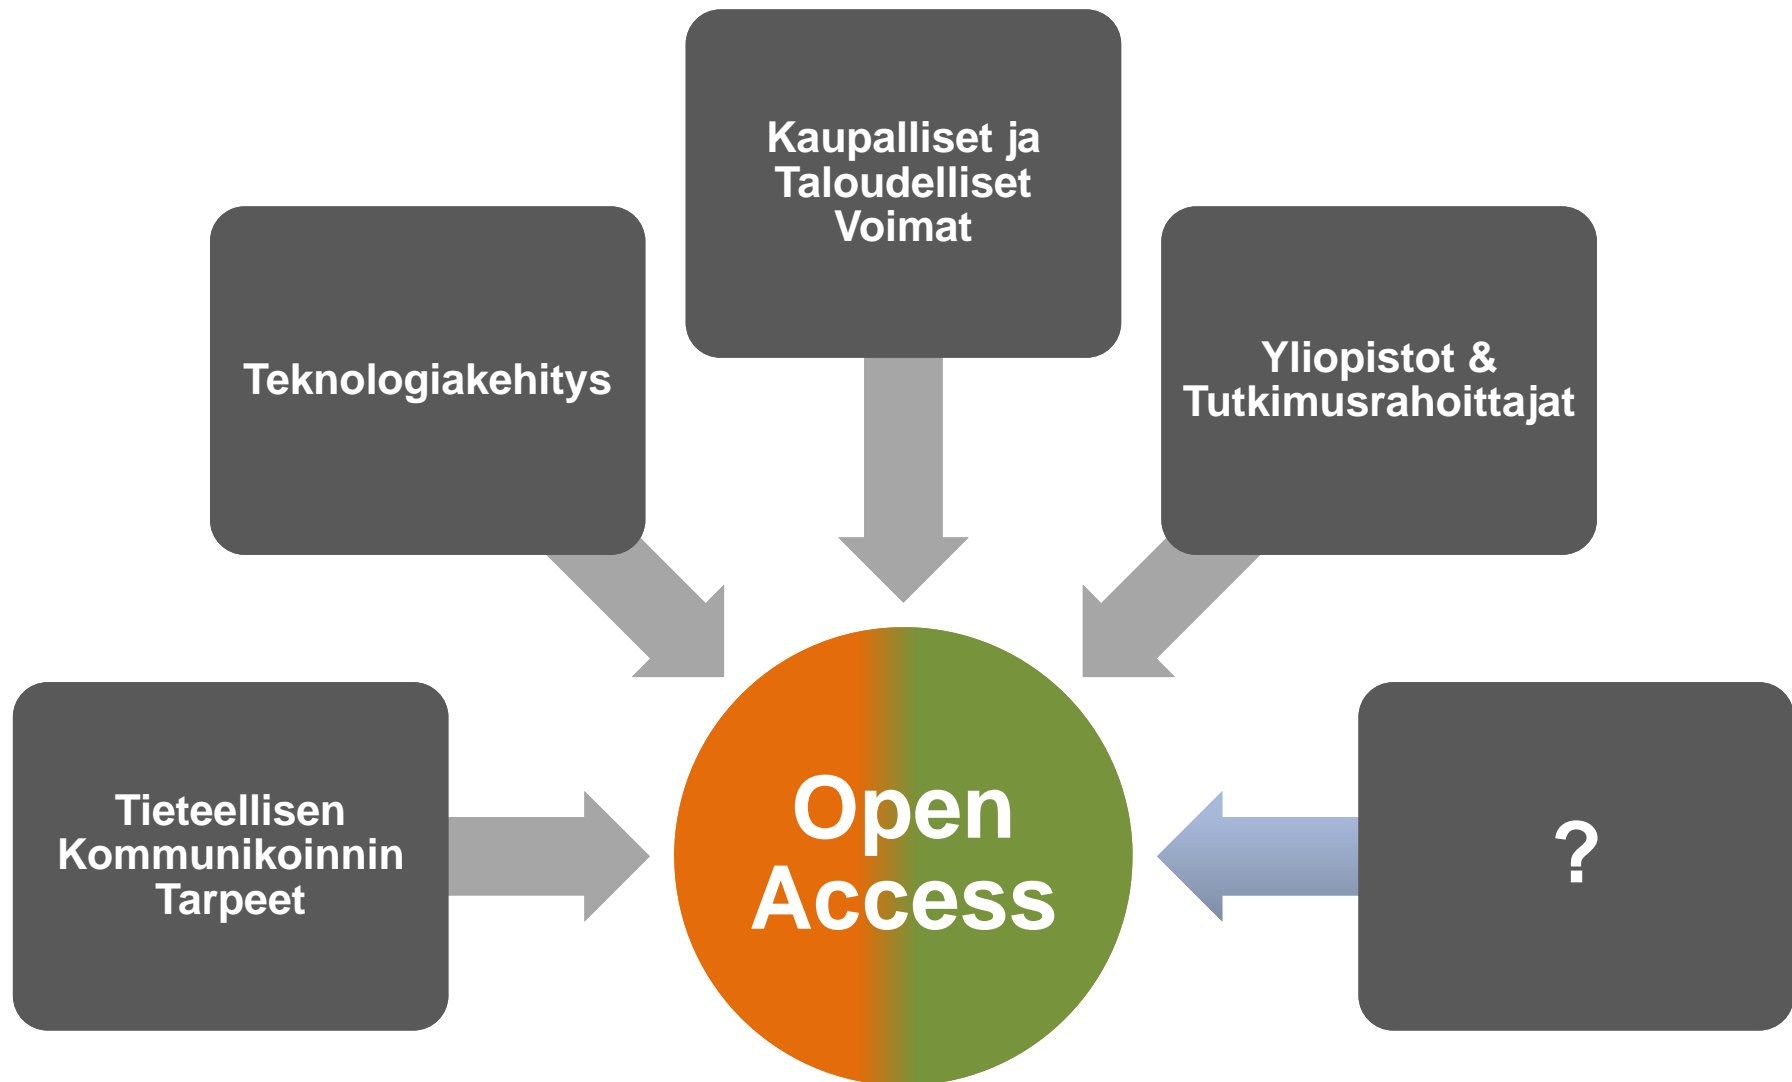 Kaupalliset ja
Taloudelliset
Voimat
Teknologiakehitys
Yliopistot &
Tutkimusrahoittajat
Tieteellisen
Kommunikoinnin
Tarpeet
Open
Access
?